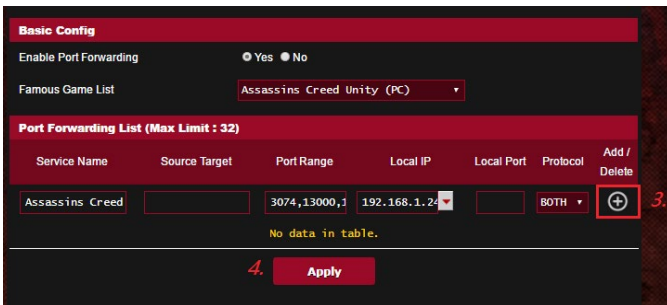 Basic Config
Enable Port Forwarding Yes No
Famous Game List Assassins Creed Unity (PC)
Port Forwarding List (Max Limit : 32)
Service Name Source Target Port Range Local IP Local Port Protocol Add / Delete
Assassins Creed 3074,13000,1 192.168.1.24 BOTH 3.
No data in table.
4. Apply